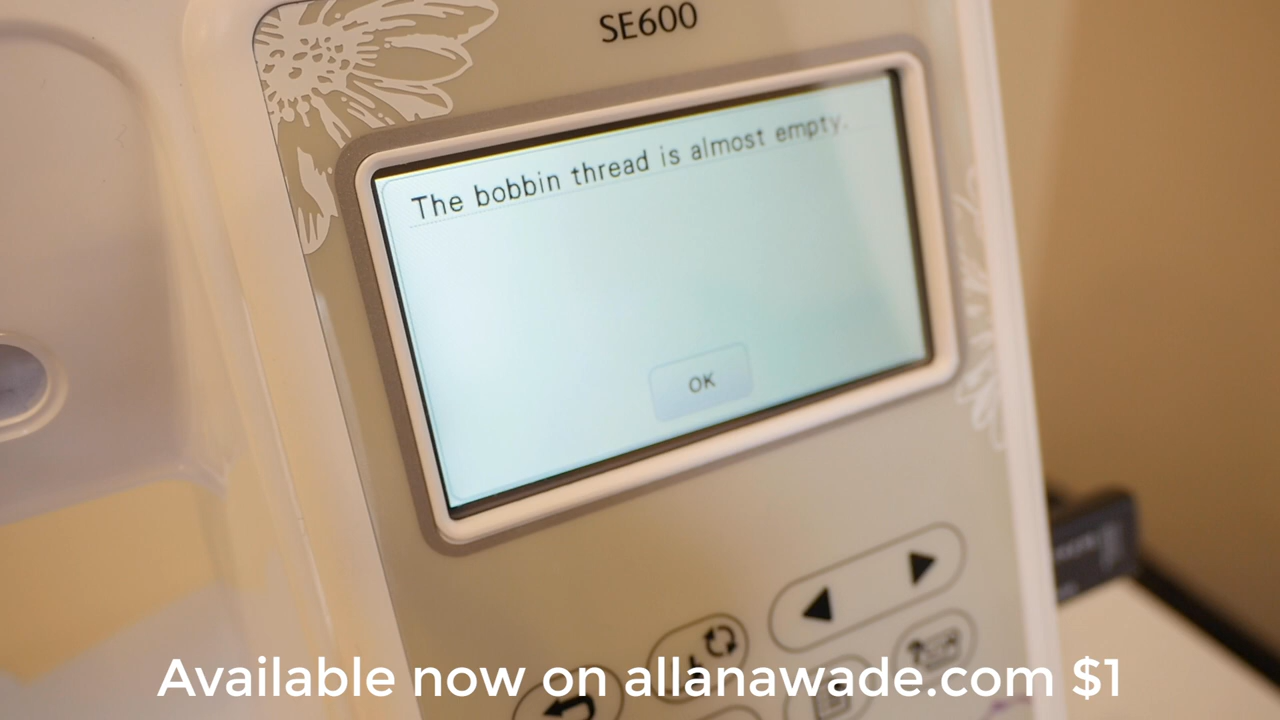 SE600
The bobbin thread is almost empty.
OK
Available now on allanawade.com $1